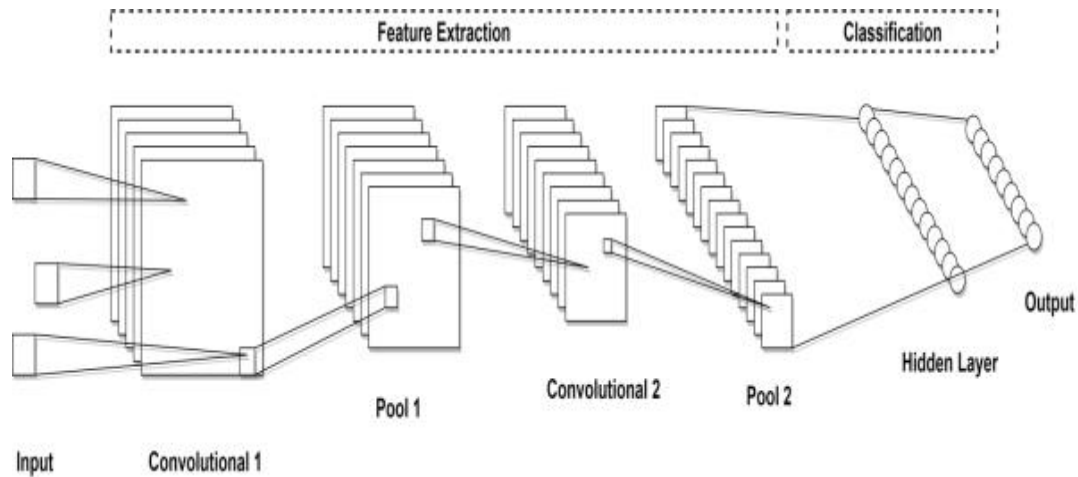 Feature Extraction
Classification
Input
Convolutional 1
Pool 1
Convolutional 2
Pool 2
Hidden Layer
Output